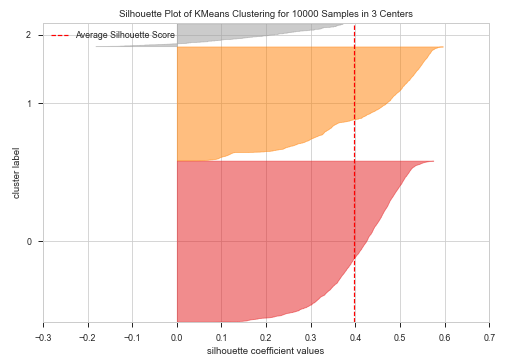 Silhouette Plot of KMeans Clustering for 10000 Samples in 3 Centers
Average Silhouette Score
2
1
0
cluster label
−0.3 −0.2 −0.1 0.0 0.1 0.2 0.3 0.4 0.5 0.6 0.7
silhouette coefficient values